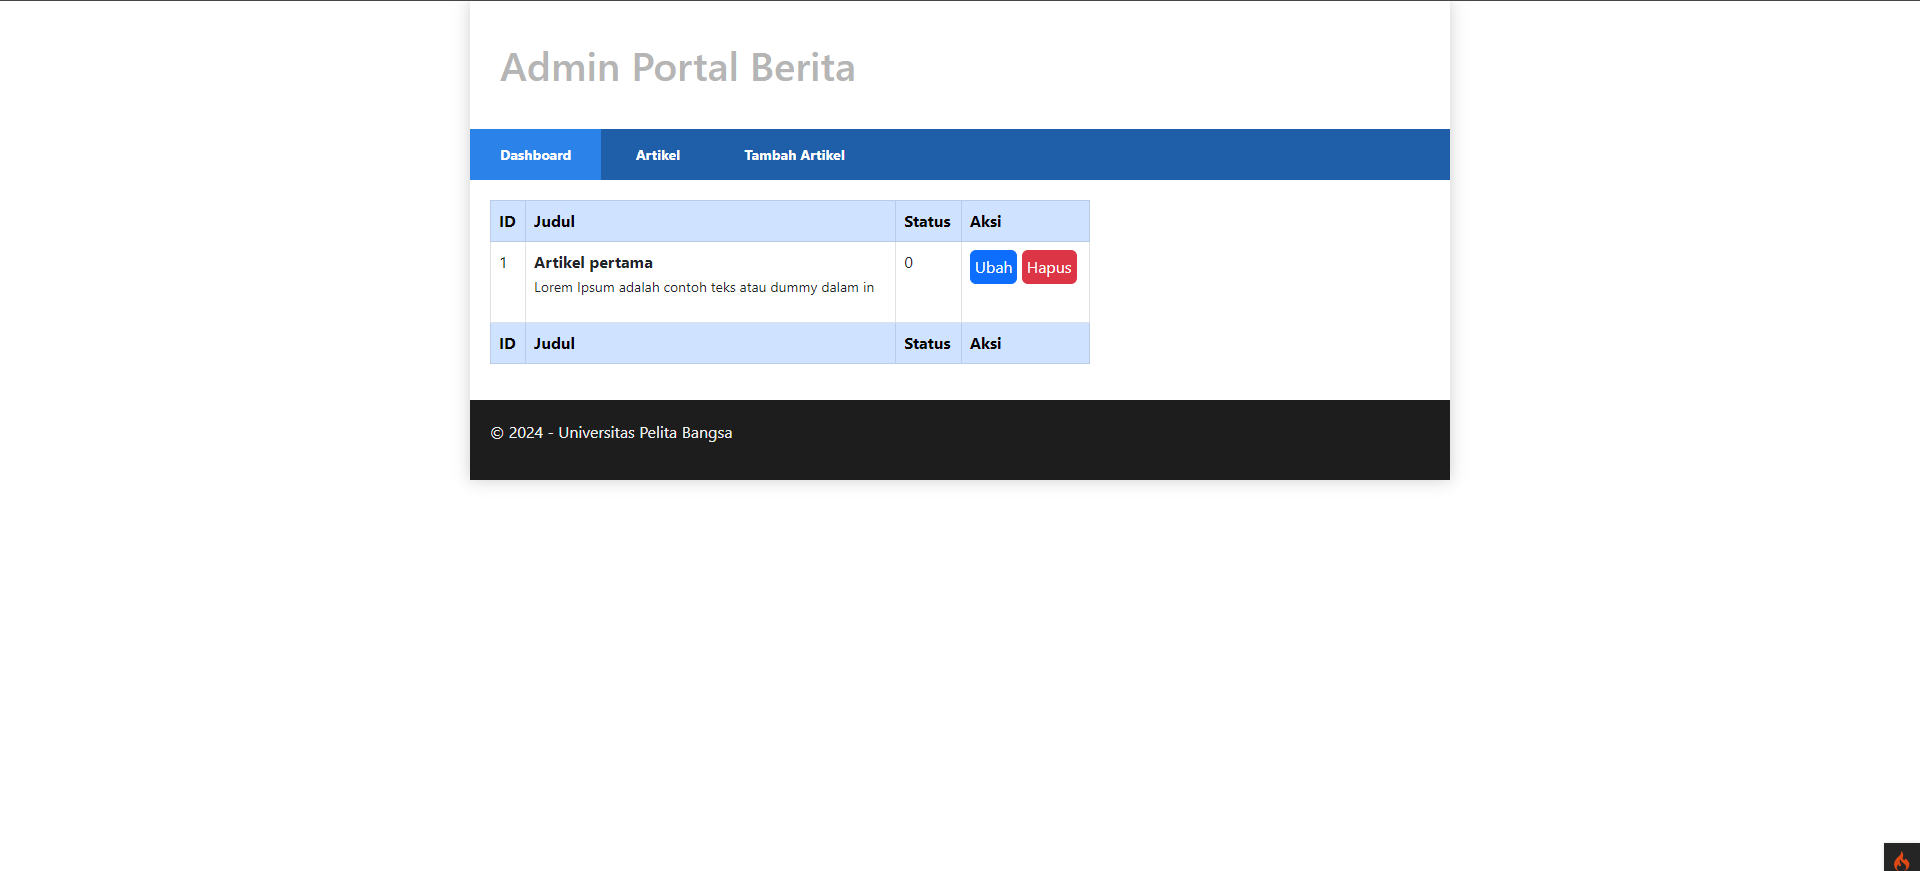 Admin Portal Berita
Dashboard Artikel Tambah Artikel
ID Judul Status Aksi
1 Artikel pertama 0 Ubah Hapus
Lorem Ipsum adalah contoh teks atau dummy dalam in
ID Judul Status Aksi
© 2024 - Universitas Pelita Bangsa